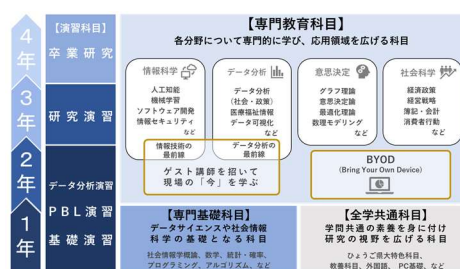 4年
3年
2年
1年
【演習科目】
卒業研究
研究演習
データ分析演習
PBL演習
基礎演習
【専門教育科目】
各分野について専門的に学び、応用領域を広げる科目
情報科学
人工知能
機械学習
ソフトウェア開発
情報セキュリティ
など
情報技術の
最前線
データ分析
データ分析
(社会・政策)
医療福祉情報
データ可視化
など
データ分析の
最前線
意思決定
グラフ理論
意思決定論
最適化理論
数理モデリング
など
社会科学
経済政策
経営戦略
簿記・会計
消費者行動
など
ゲスト講師を招いて
現場の「今」を学ぶ
BYOD
(Bring Your Own Device)
【専門基礎科目】
データサイエンスや社会情報
科学の基礎となる科目
社会情報学概論、数学、統計・確率、
プログラミング、アルゴリズム、など
【全学共通科目】
学問共通の素養を身に付け
研究の視野を広げる科目
ひょうご県大特色科目、
教養科目、外国語、PC基礎、など